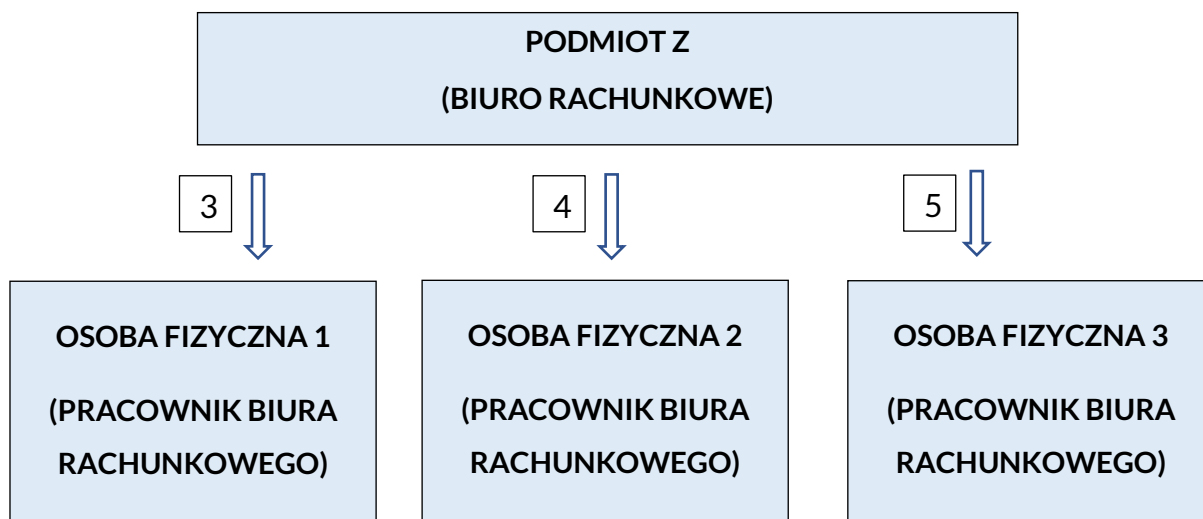 PODMIOT Z
(BIURO RACHUNKOWE)
3
4
5
OSOBA FIZYCZNA 1
(PRACOWNIK BIURA
RACHUNKOWEGO)
OSOBA FIZYCZNA 2
(PRACOWNIK BIURA
RACHUNKOWEGO)
OSOBA FIZYCZNA 3
(PRACOWNIK BIURA
RACHUNKOWEGO)